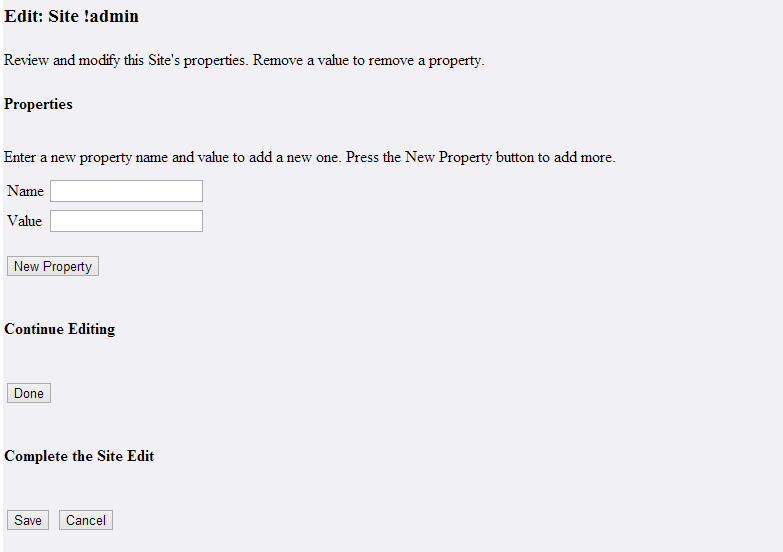 Edit: Site !admin
Review and modify this Site's properties. Remove a value to remove a property.
Properties
Enter a new property name and value to add a new one. Press the New Property button to add more.
Name
Value
New Property
Continue Editing
Done
Complete the Site Edit
Save Cancel